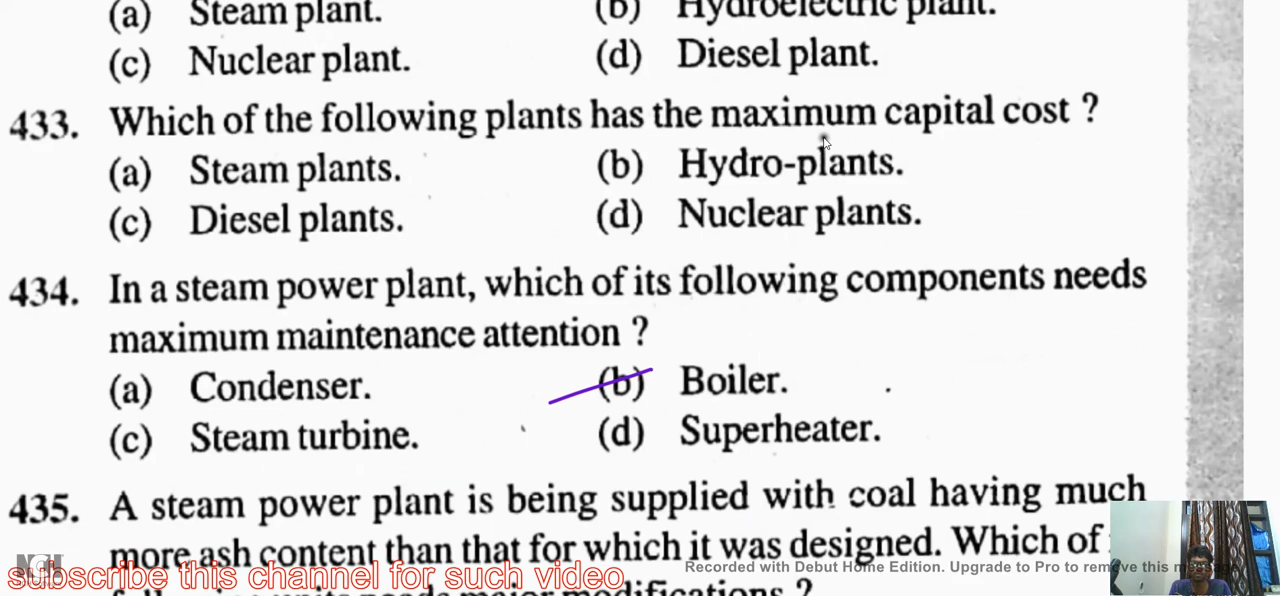 (a) Steam plant. (b) Hydroelectric plant.
(c) Nuclear plant. (d) Diesel plant.
433. Which of the following plants has the maximum capital cost ?
(a) Steam plants. (b) Hydro-plants.
(c) Diesel plants. (d) Nuclear plants.
434. In a steam power plant, which of its following components needs
maximum maintenance attention ?
(a) Condenser. (b) Boiler.
(c) Steam turbine. (d) Superheater.
435. A steam power plant is being supplied with coal having much
more ash content than that for which it was designed. Which of
subscribe this channel for such video
Recorded with Debut Home Edition. Upgrade to Pro to remove this message